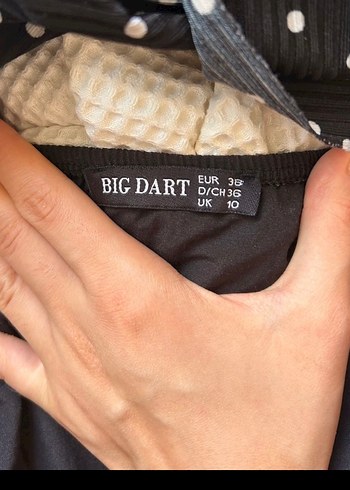 BIG DART
EUR 38
D/CH 36
UK 10